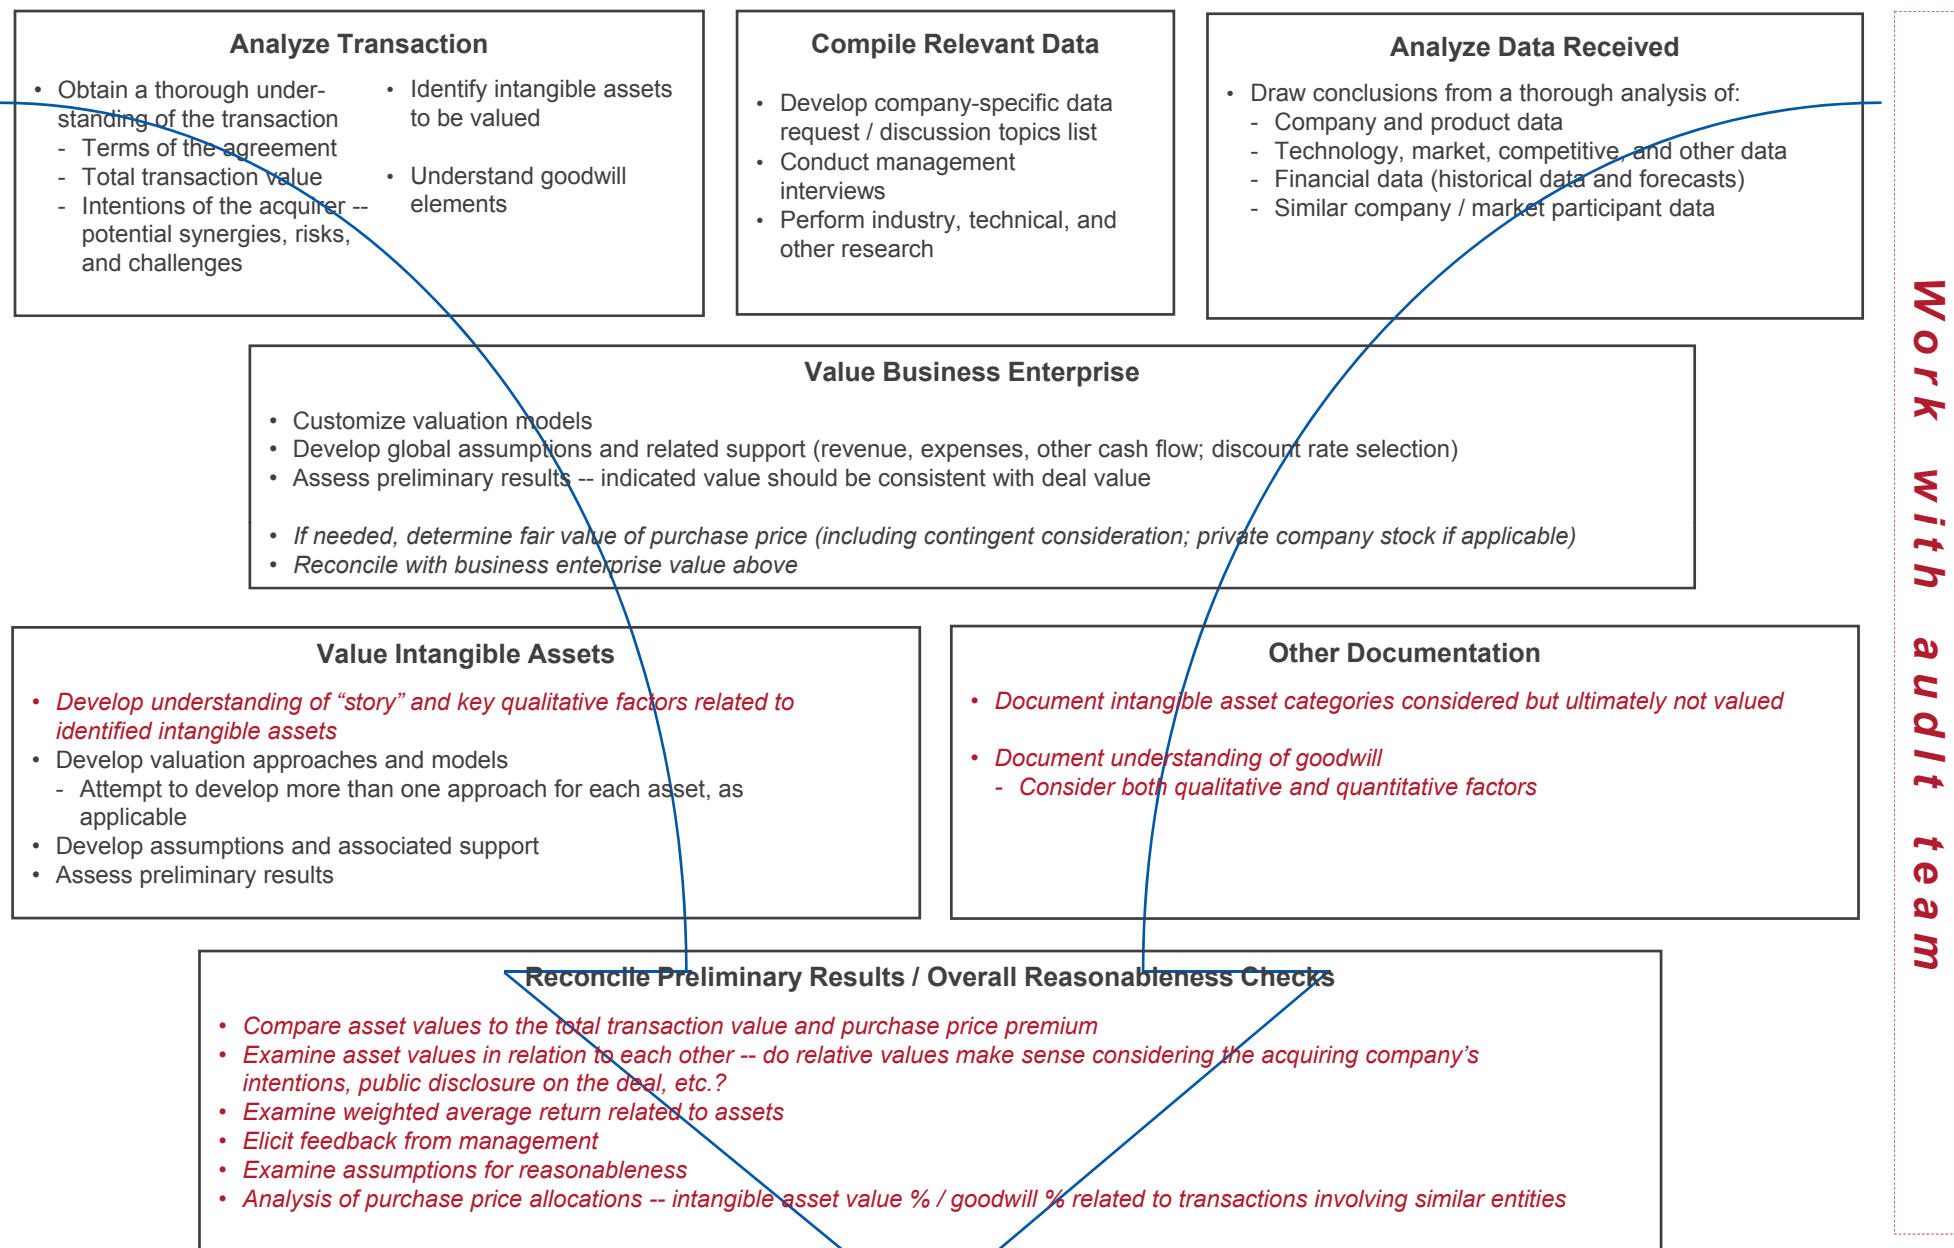 Analyze Transaction
• Obtain a thorough under-
standing of the transaction
- Terms of the agreement
- Total transaction value
- Intentions of the acquirer --
potential synergies, risks,
and challenges
• Identify intangible assets
to be valued
• Understand goodwill
elements
Compile Relevant Data
• Develop company-specific data
request / discussion topics list
• Conduct management
interviews
• Perform industry, technical, and
other research
Analyze Data Received
• Draw conclusions from a thorough analysis of:
- Company and product data
- Technology, market, competitive, and other data
- Financial data (historical data and forecasts)
- Similar company / market participant data
Value Business Enterprise
• Customize valuation models
• Develop global assumptions and related support (revenue, expenses, other cash flow; discount rate selection)
• Assess preliminary results -- indicated value should be consistent with deal value
• If needed, determine fair value of purchase price (including contingent consideration; private company stock if applicable)
• Reconcile with business enterprise value above
Value Intangible Assets
• Develop understanding of “story” and key qualitative factors related to
identified intangible assets
• Develop valuation approaches and models
- Attempt to develop more than one approach for each asset, as
applicable
• Develop assumptions and associated support
• Assess preliminary results
Other Documentation
• Document intangible asset categories considered but ultimately not valued
• Document understanding of goodwill
- Consider both qualitative and quantitative factors
Reconcile Preliminary Results / Overall Reasonableness Checks
• Compare asset values to the total transaction value and purchase price premium
• Examine asset values in relation to each other -- do relative values make sense considering the acquiring company’s
intentions, public disclosure on the deal, etc.?
• Examine weighted average return related to assets
• Elicit feedback from management
• Examine assumptions for reasonableness
• Analysis of purchase price allocations -- intangible asset value % / goodwill % related to transactions involving similar entities
Work with audIt team